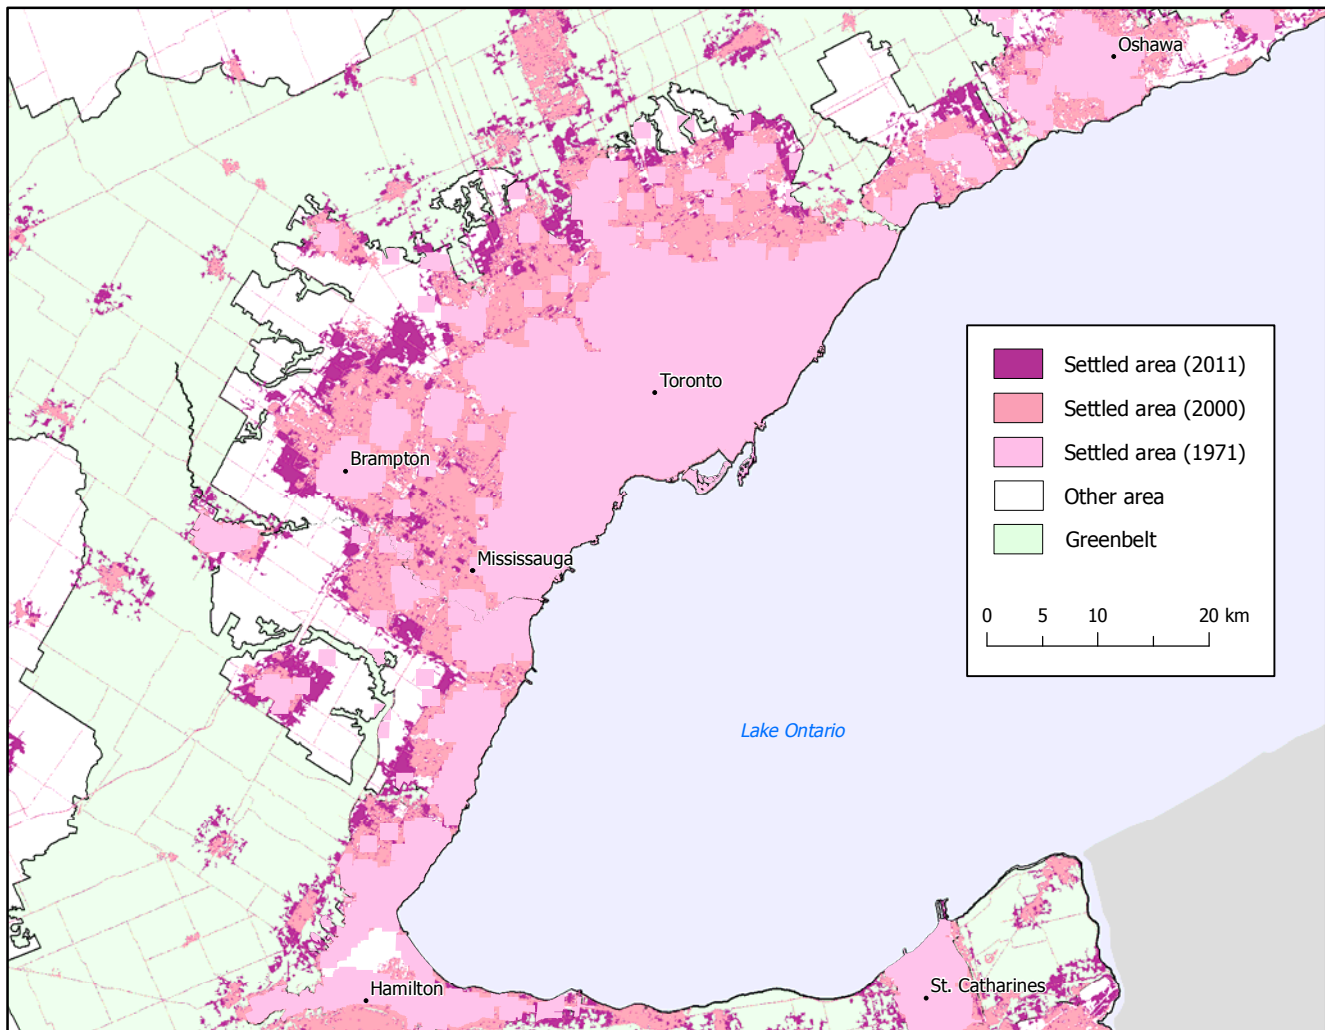 Oshawa
Toronto
Brampton
Mississauga
Lake Ontario
Hamilton
St. Catharines
Settled area (2011)
Settled area (2000)
Settled area (1971)
Other area
Greenbelt
0 5 10 20 km